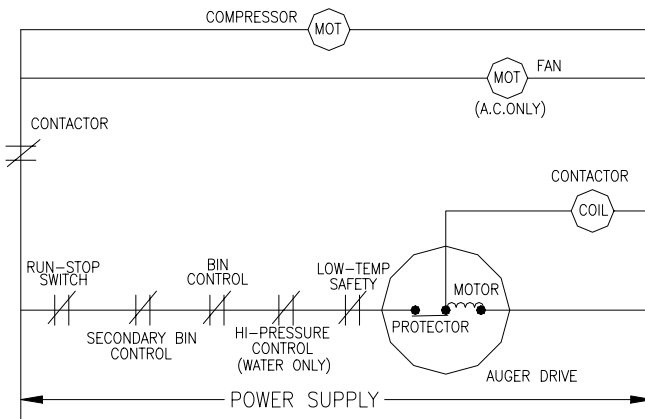 COMPRESSOR
MOT
MOT
FAN
(A.C.ONLY)
CONTACTOR
CONTACTOR
COIL
RUN-STOP
SWITCH
SECONDARY BIN
CONTROL
BIN
CONTROL
HI-PRESSURE
CONTROL
(WATER ONLY)
LOW-TEMP
SAFETY
MOTOR
PROTECTOR
AUGER DRIVE
POWER SUPPLY